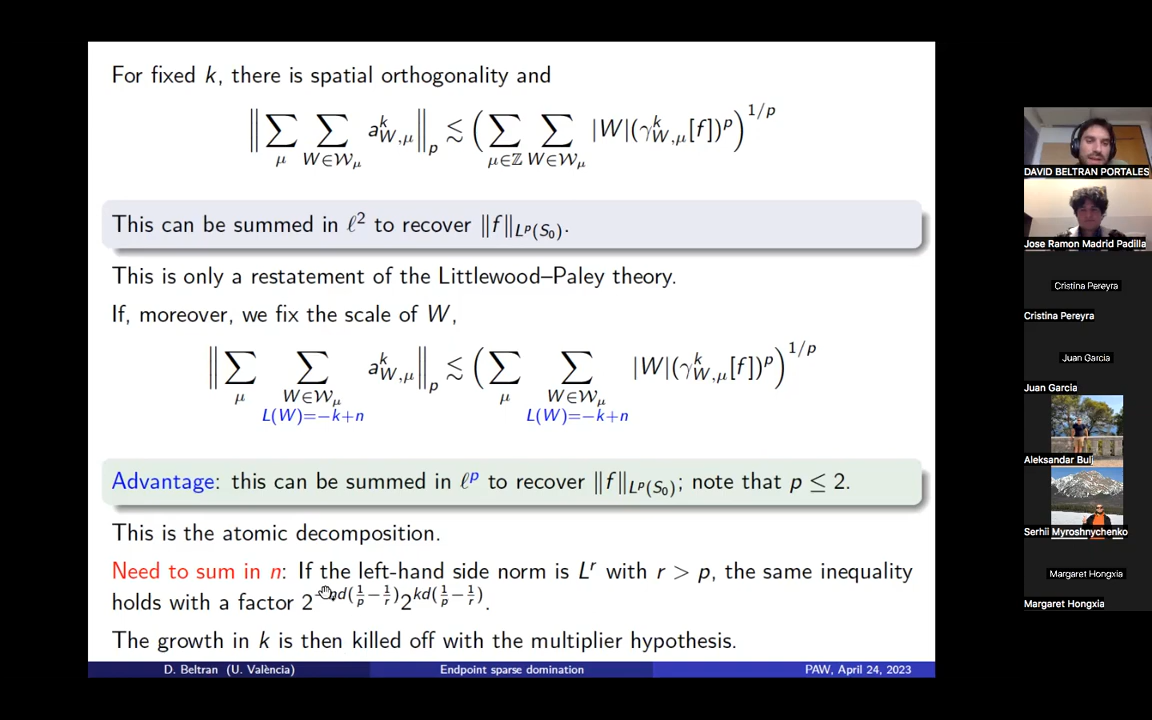 For fixed k, there is spatial orthogonality and
‖∑_μ ∑_{W∈𝒲_μ} a^k_{W,μ}‖_p ≲ (∑_{μ∈ℤ} ∑_{W∈𝒲_μ} |W|(γ^k_{W,μ}[f])^p)^{1/p}
This can be summed in ℓ² to recover ‖f‖_{L^p(S_0)}.
This is only a restatement of the Littlewood–Paley theory.
If, moreover, we fix the scale of W,
‖∑_μ ∑_{W∈𝒲_μ, L(W)=−k+n} a^k_{W,μ}‖_p ≲ (∑_μ ∑_{W∈𝒲_μ, L(W)=−k+n} |W|(γ^k_{W,μ}[f])^p)^{1/p}
Advantage: this can be summed in ℓ^p to recover ‖f‖_{L^p(S_0)}; note that p ≤ 2.
This is the atomic decomposition.
Need to sum in n: If the left-hand side norm is L^r with r > p, the same inequality
holds with a factor 2^{d(1/p−1/r)}2^{kd(1/p−1/r)}.
The growth in k is then killed off with the multiplier hypothesis.
D. Beltran (U. València) Endpoint sparse domination PAW, April 24, 2023
DAVID BELTRAN PORTALES
Jose Ramon Madrid Padilla
Cristina Pereyra
Cristina Pereyra
Juan Garcia
Juan Garcia
Aleksandar Bulj
Serhii Myroshnychenko
Margaret Hongxia
Margaret Hongxia